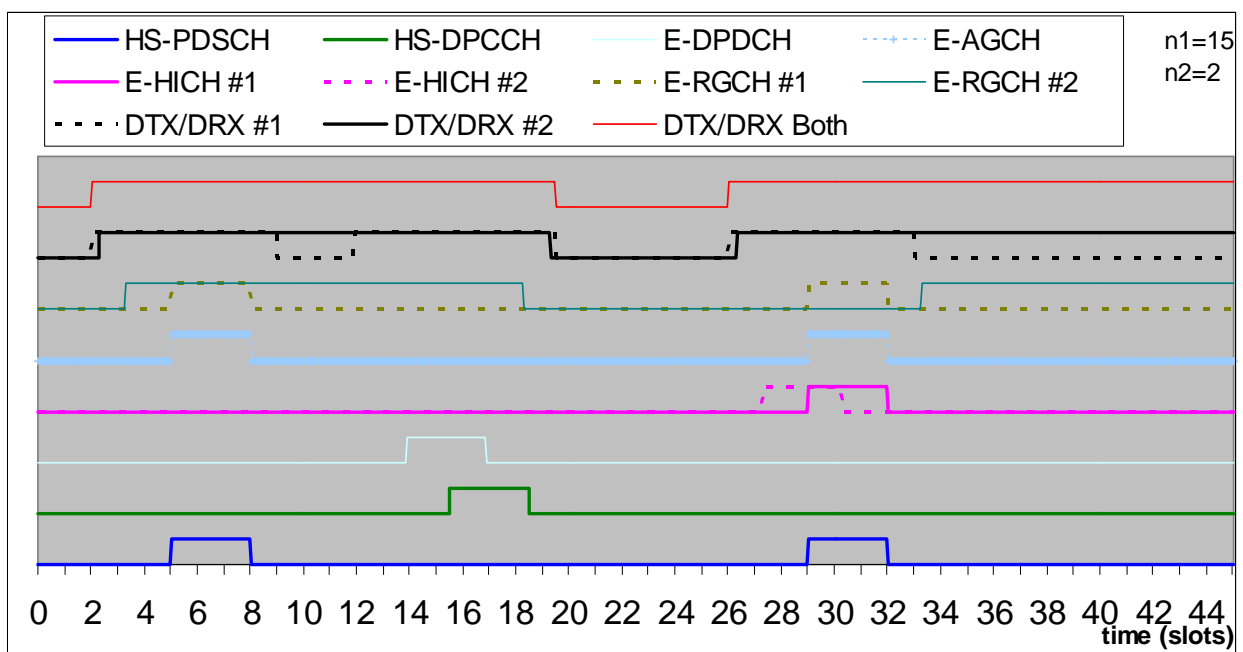 HS-PDSCH HS-DPCCH E-DPDCH E-AGCH n1=15
E-HICH #1 E-HICH #2 E-RGCH #1 E-RGCH #2 n2=2
DTX/DRX #1 DTX/DRX #2 DTX/DRX Both
0 2 4 6 8 10 12 14 16 18 20 22 24 26 28 30 32 34 36 38 40 42 44
time (slots)